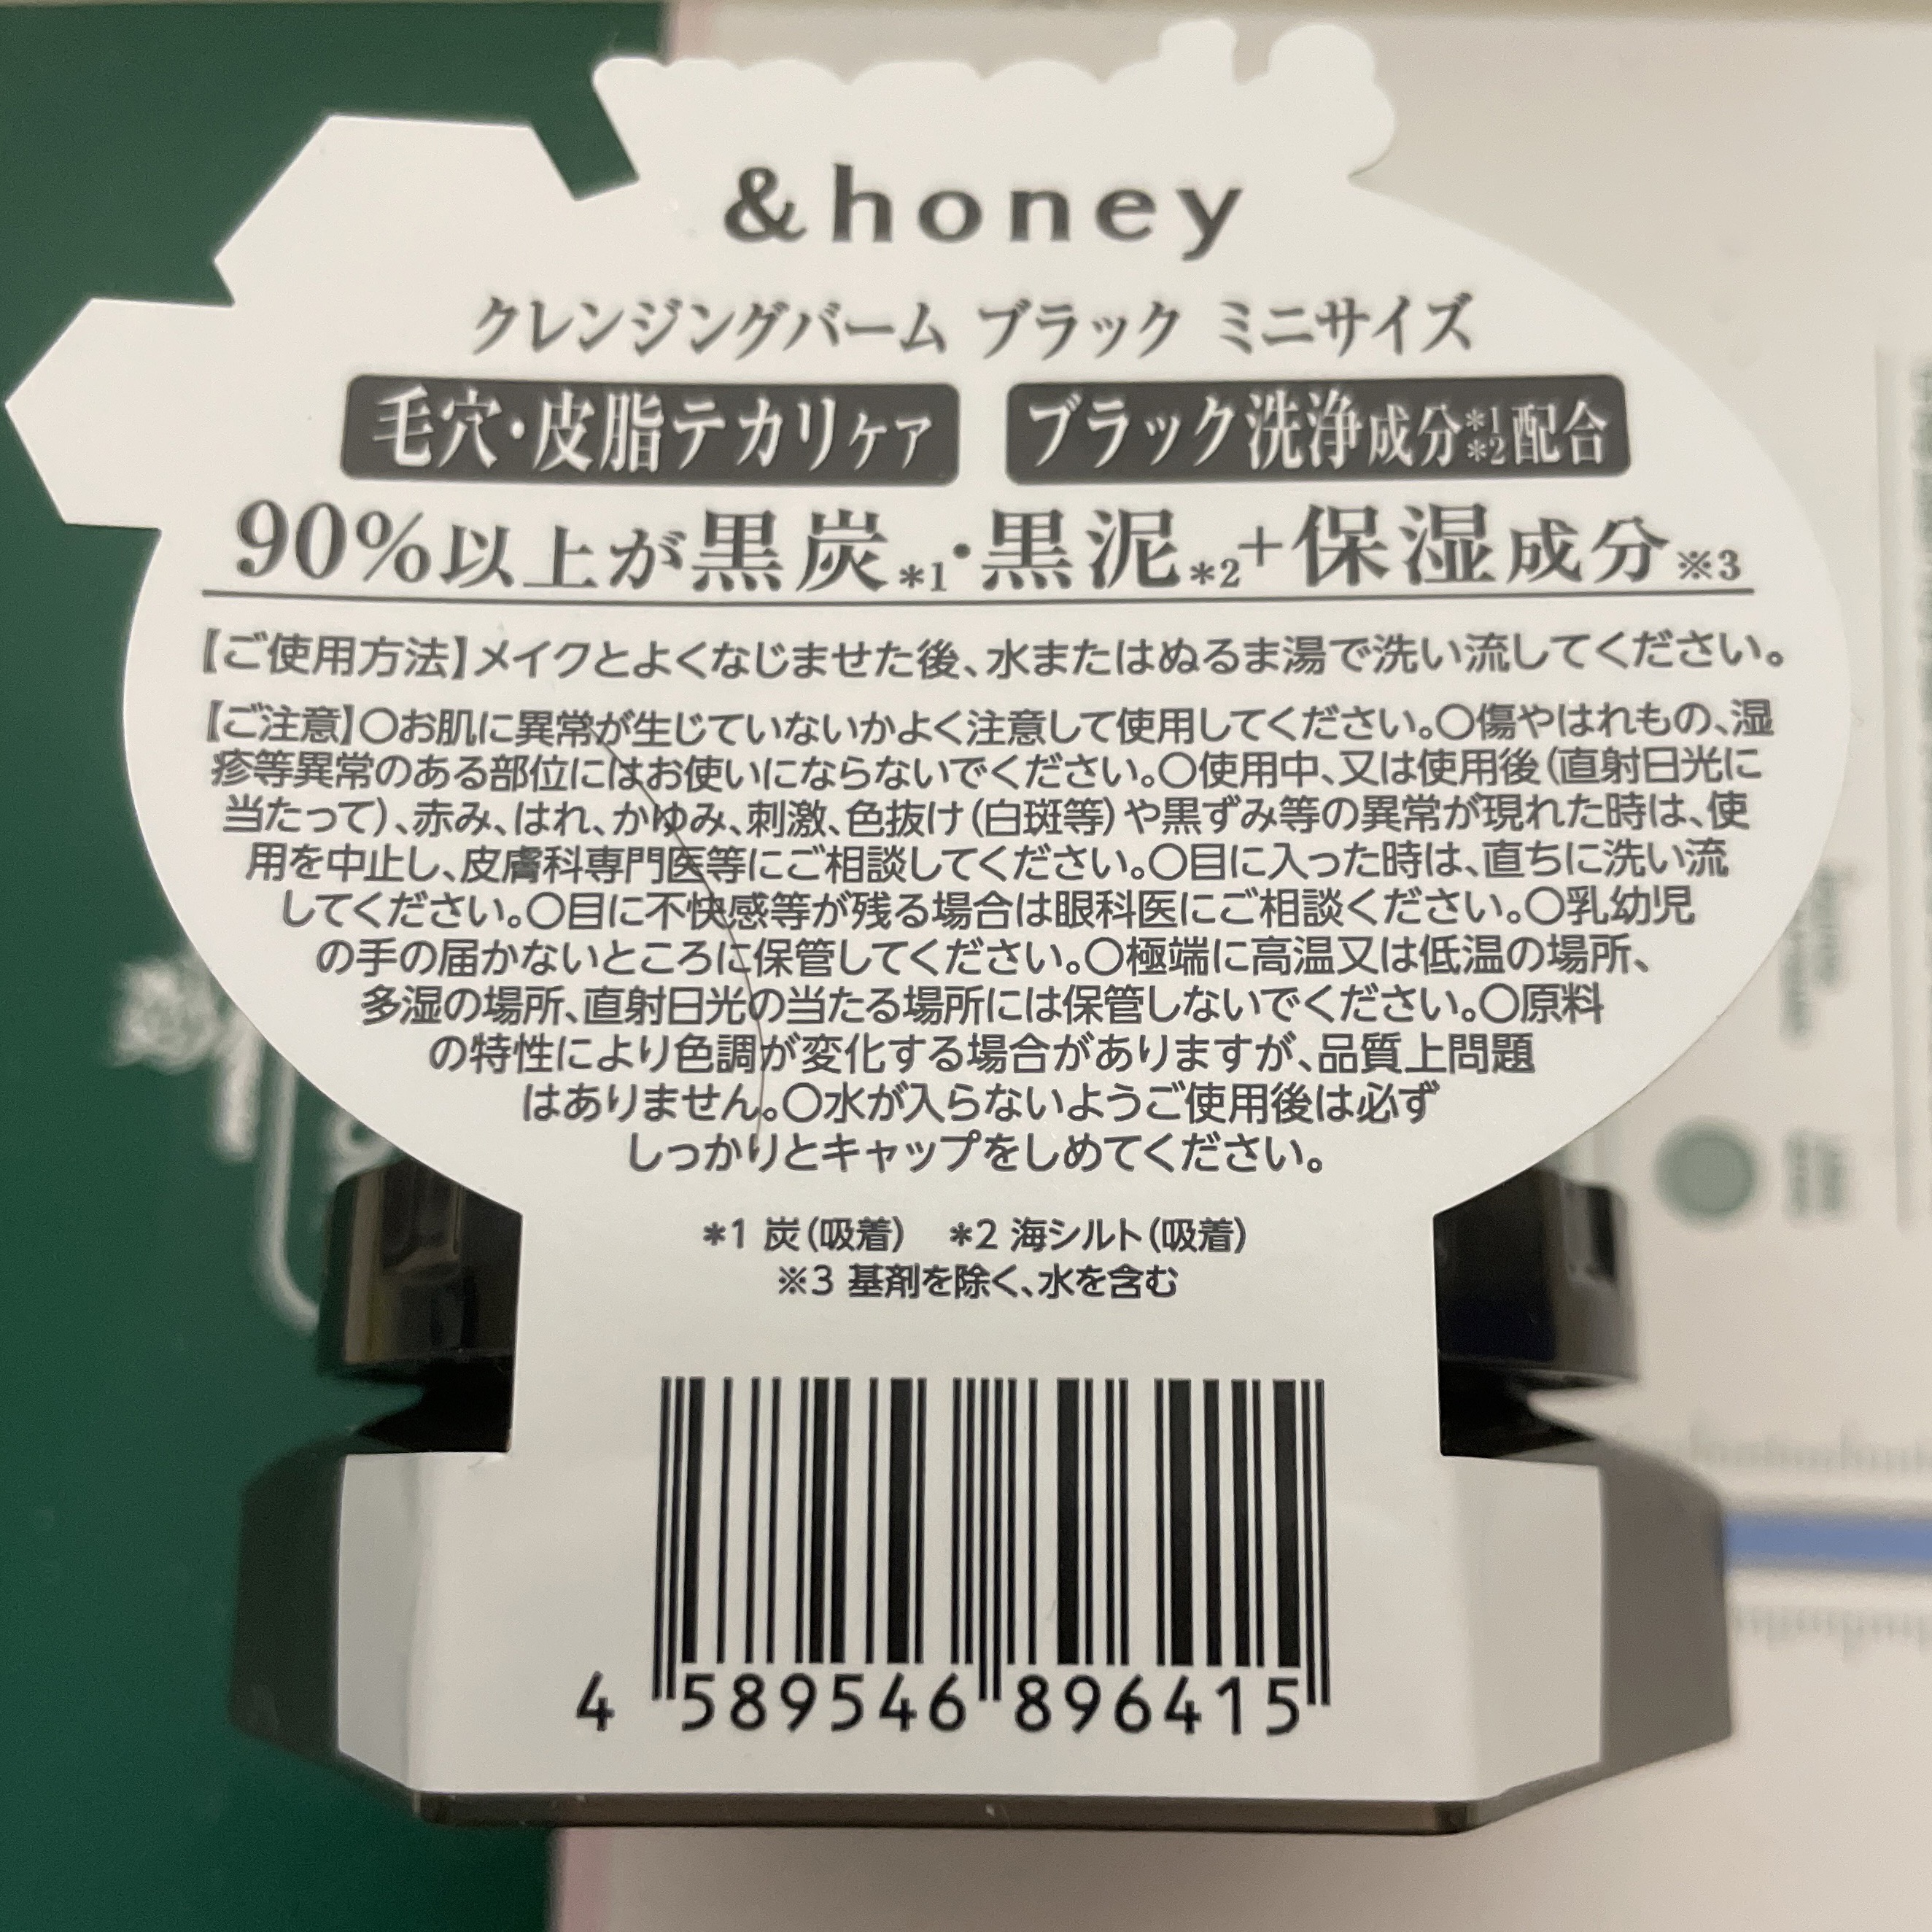 &honey
クレンジングバーム ブラック ミニサイズ
毛穴・皮脂テカリケア ブラック洗浄成分*1*2配合
90%以上が黒炭*1・黒泥*2+保湿成分※3
【ご使用方法】メイクとよくなじませた後、水またはぬるま湯で洗い流してください。
【ご注意】〇お肌に異常が生じていないかよく注意して使用してください。〇傷やはれもの、湿
疹等異常のある部位にはお使いにならないでください。〇使用中、又は使用後(直射日光に
当たって)、赤み、はれ、かゆみ、刺激、色抜け(白斑等)や黒ずみ等の異常が現れた時は、使
用を中止し、皮膚科専門医等にご相談してください。〇目に入った時は、直ちに洗い流
してください。〇目に不快感等が残る場合は眼科医にご相談ください。〇乳幼児
の手の届かないところに保管してください。〇極端に高温又は低温の場所、
多湿の場所、直射日光の当たる場所には保管しないでください。〇原料
の特性により色調が変化する場合がありますが、品質上問題
はありません。〇水が入らないようご使用後は必ず
しっかりとキャップをしめてください。
*1 炭(吸着) *2 海シルト(吸着)
※3 基剤を除く、水を含む
4 589546 896415